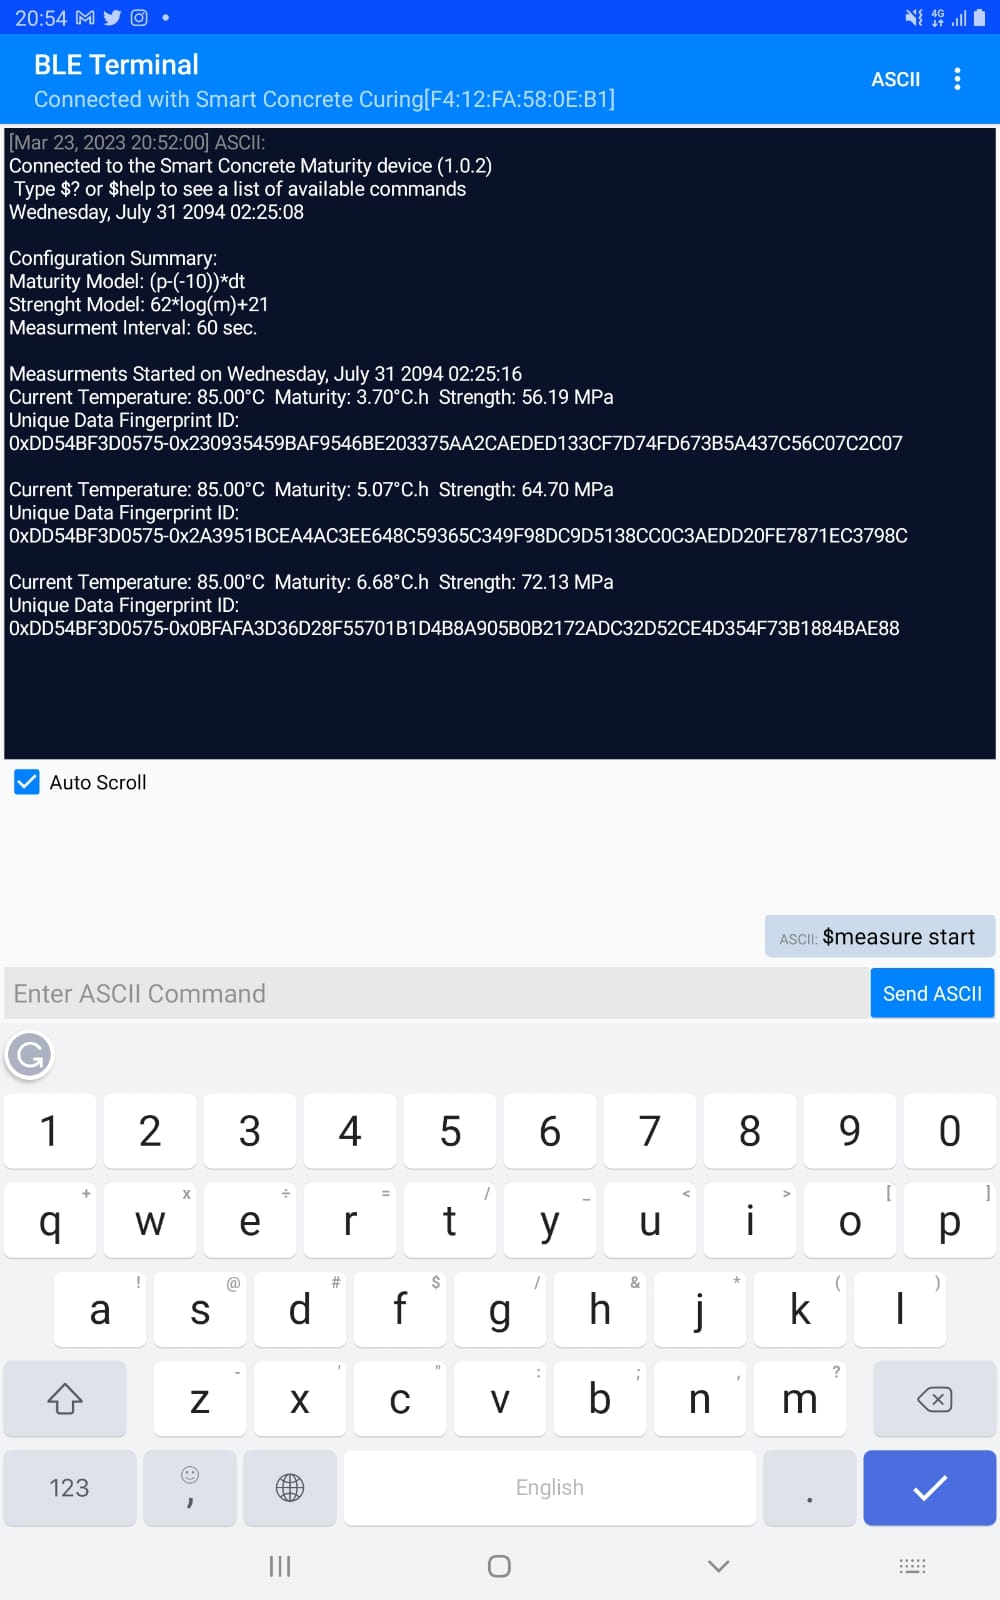 20:54
4G
BLE Terminal
ASCII
Connected with Smart Concrete Curing[F4:12:FA:58:0E:B1]
[Mar 23, 2023 20:52:00] ASCII:
Connected to the Smart Concrete Maturity device (1.0.2)
Type $? or $help to see a list of available commands
Wednesday, July 31 2094 02:25:08
Configuration Summary:
Maturity Model: (p-(-10))*dt
Strenght Model: 62*log(m)+21
Measurment Interval: 60 sec.
Measurments Started on Wednesday, July 31 2094 02:25:16
Current Temperature: 85.00°C  Maturity: 3.70°C.h  Strength: 56.19 MPa
Unique Data Fingerprint ID:
0xDD54BF3D0575-0x230935459BAF9546BE203375AA2CAEDED133CF7D74FD673B5A437C56C07C2C07
Current Temperature: 85.00°C  Maturity: 5.07°C.h  Strength: 64.70 MPa
Unique Data Fingerprint ID:
0xDD54BF3D0575-0x2A3951BCEA4AC3EE648C59365C349F98DC9D5138CC0C3AEDD20FE7871EC3798C
Current Temperature: 85.00°C  Maturity: 6.68°C.h  Strength: 72.13 MPa
Unique Data Fingerprint ID:
0xDD54BF3D0575-0x0BFAFA3D36D28F55701B1D4B8A905B0B2172ADC32D52CE4D354F73B1884BAE88
Auto Scroll
ASCII: $measure start
Enter ASCII Command
Send ASCII
1 2 3 4 5 6 7 8 9 0
+ x ÷ = / _ < > [ ]
q w e r t y u i o p
! @ # $ / & * ( )
a s d f g h j k l
- ' " : ; , ?
z x c v b n m
123 , English .